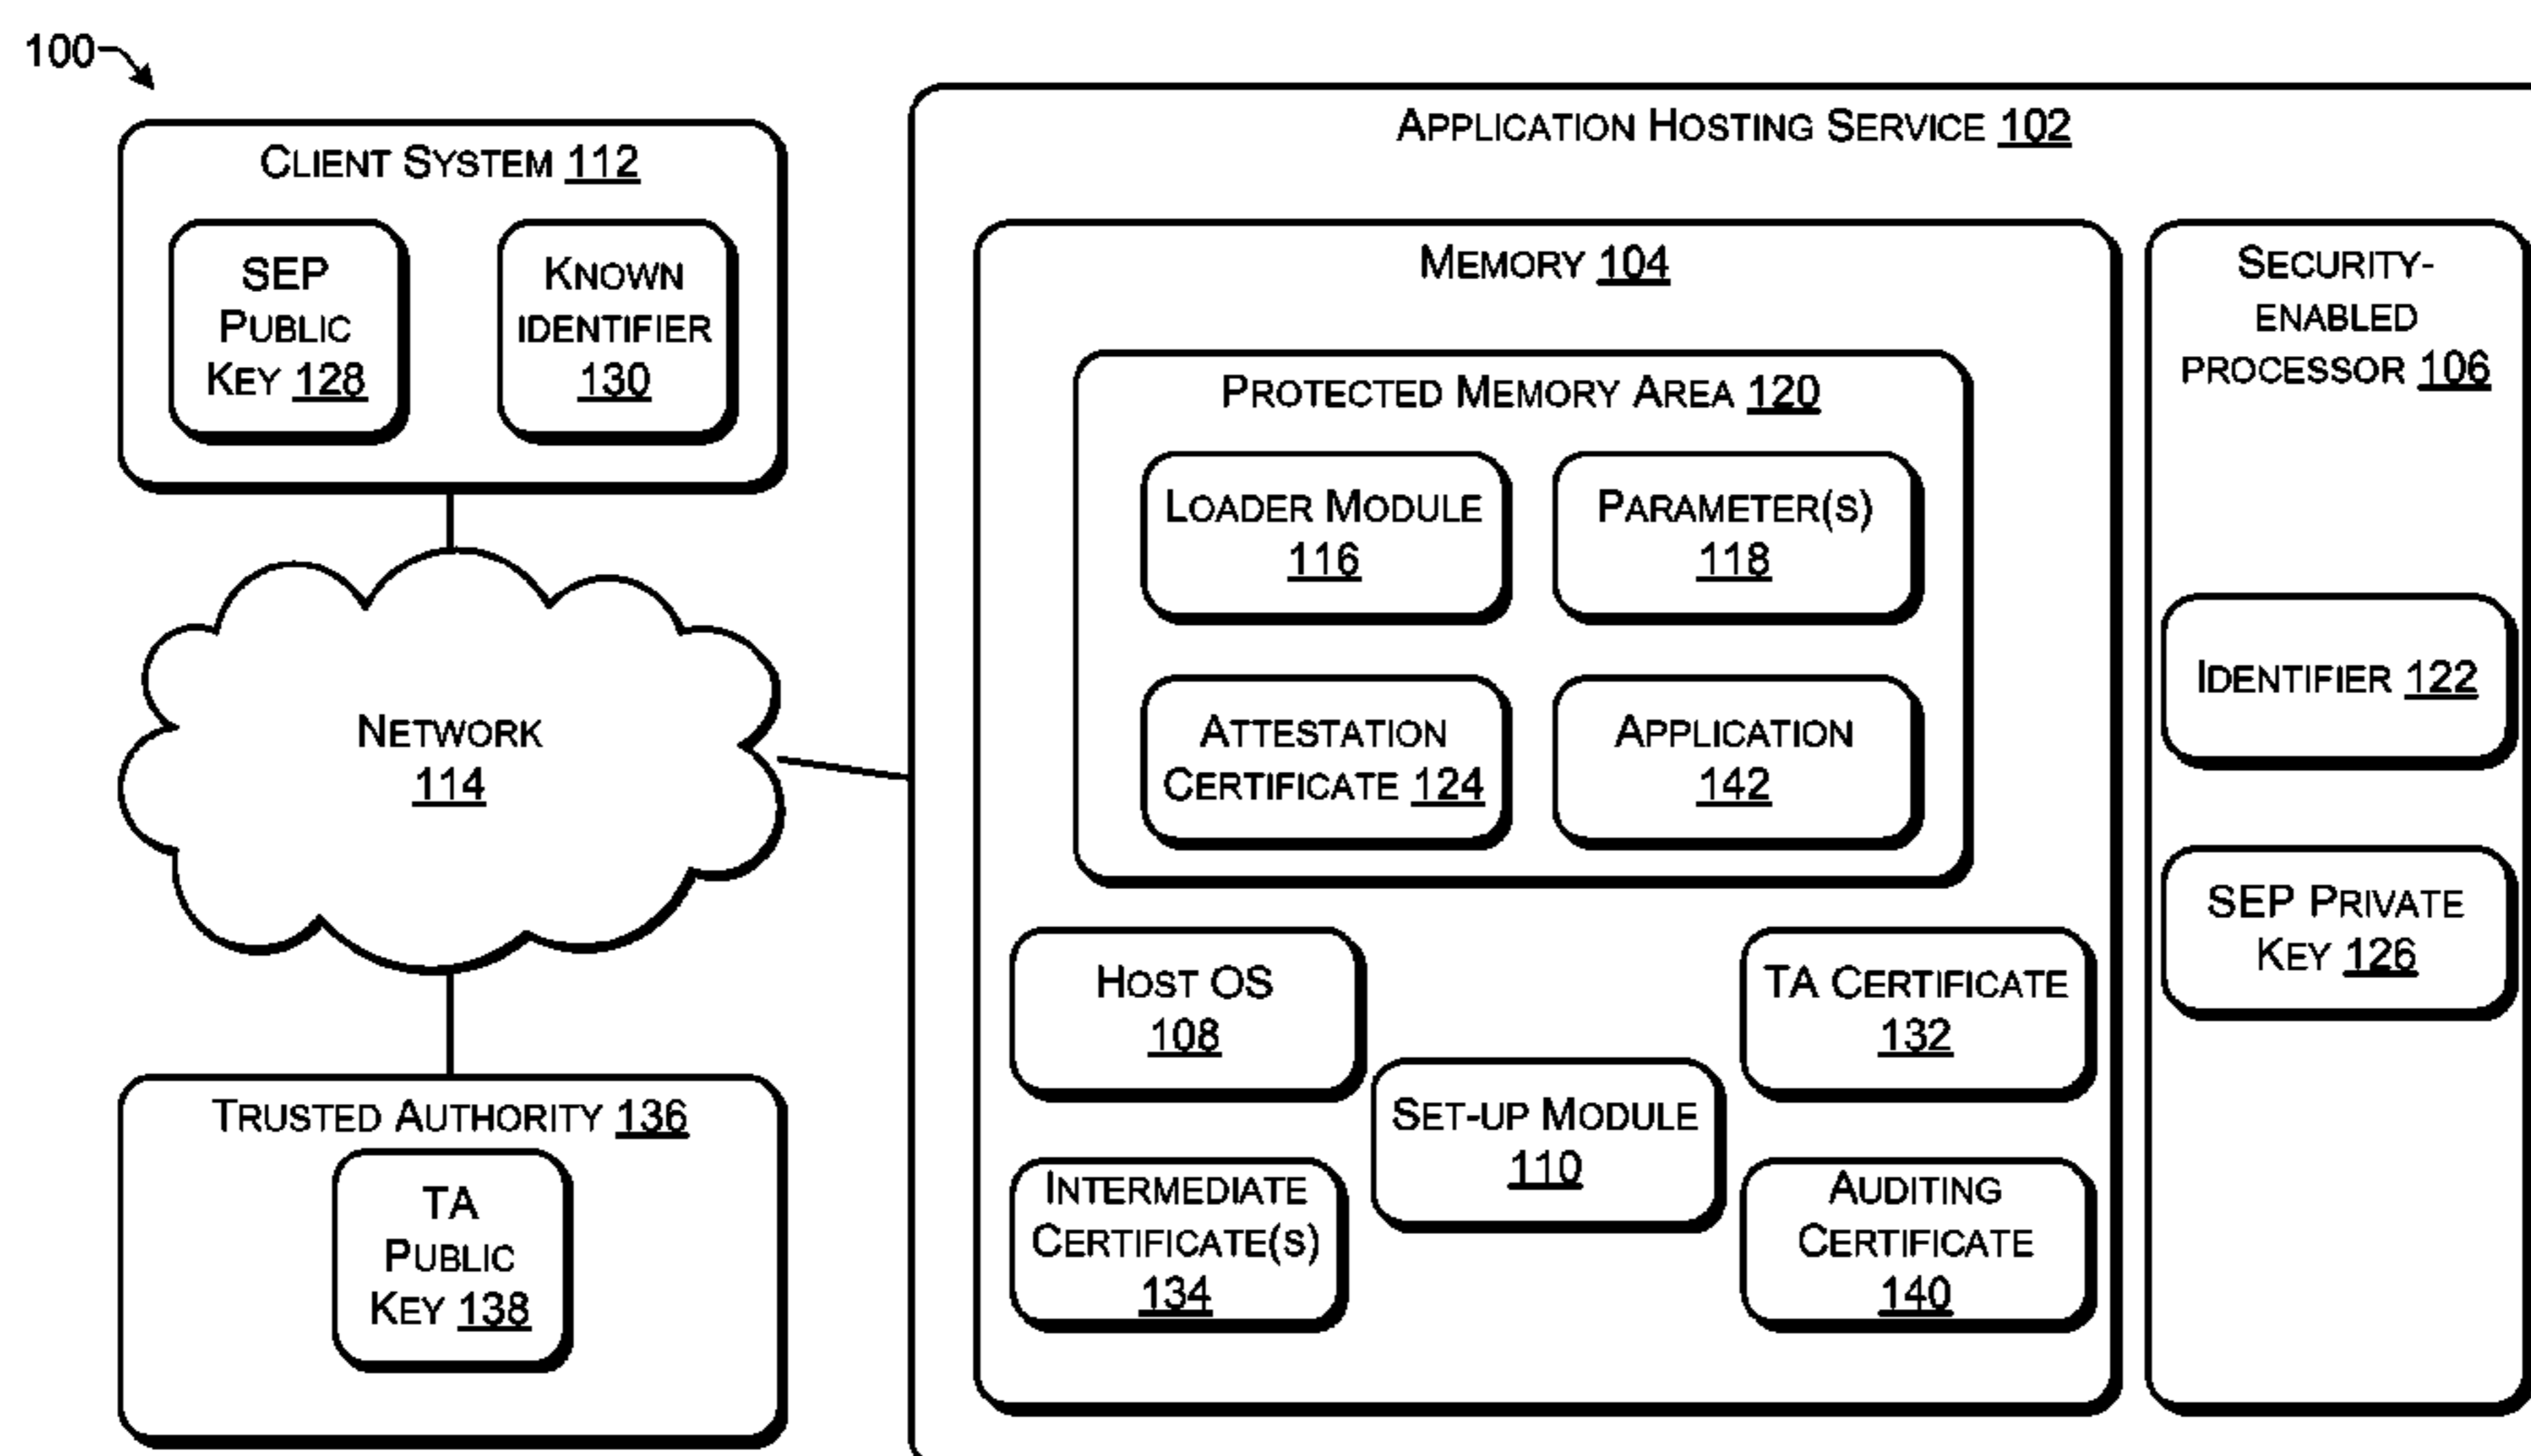 100
CLIENT SYSTEM 112
SEP
PUBLIC
KEY 128
KNOWN
IDENTIFIER
130
NETWORK
114
TRUSTED AUTHORITY 136
TA
PUBLIC
KEY 138
APPLICATION HOSTING SERVICE 102
MEMORY 104
PROTECTED MEMORY AREA 120
LOADER MODULE
116
PARAMETER(S)
118
ATTESTATION
CERTIFICATE 124
APPLICATION
142
HOST OS
108
TA CERTIFICATE
132
SET-UP MODULE
110
INTERMEDIATE
CERTIFICATE(S)
134
AUDITING
CERTIFICATE
140
SECURITY-
ENABLED
PROCESSOR 106
IDENTIFIER 122
SEP PRIVATE
KEY 126